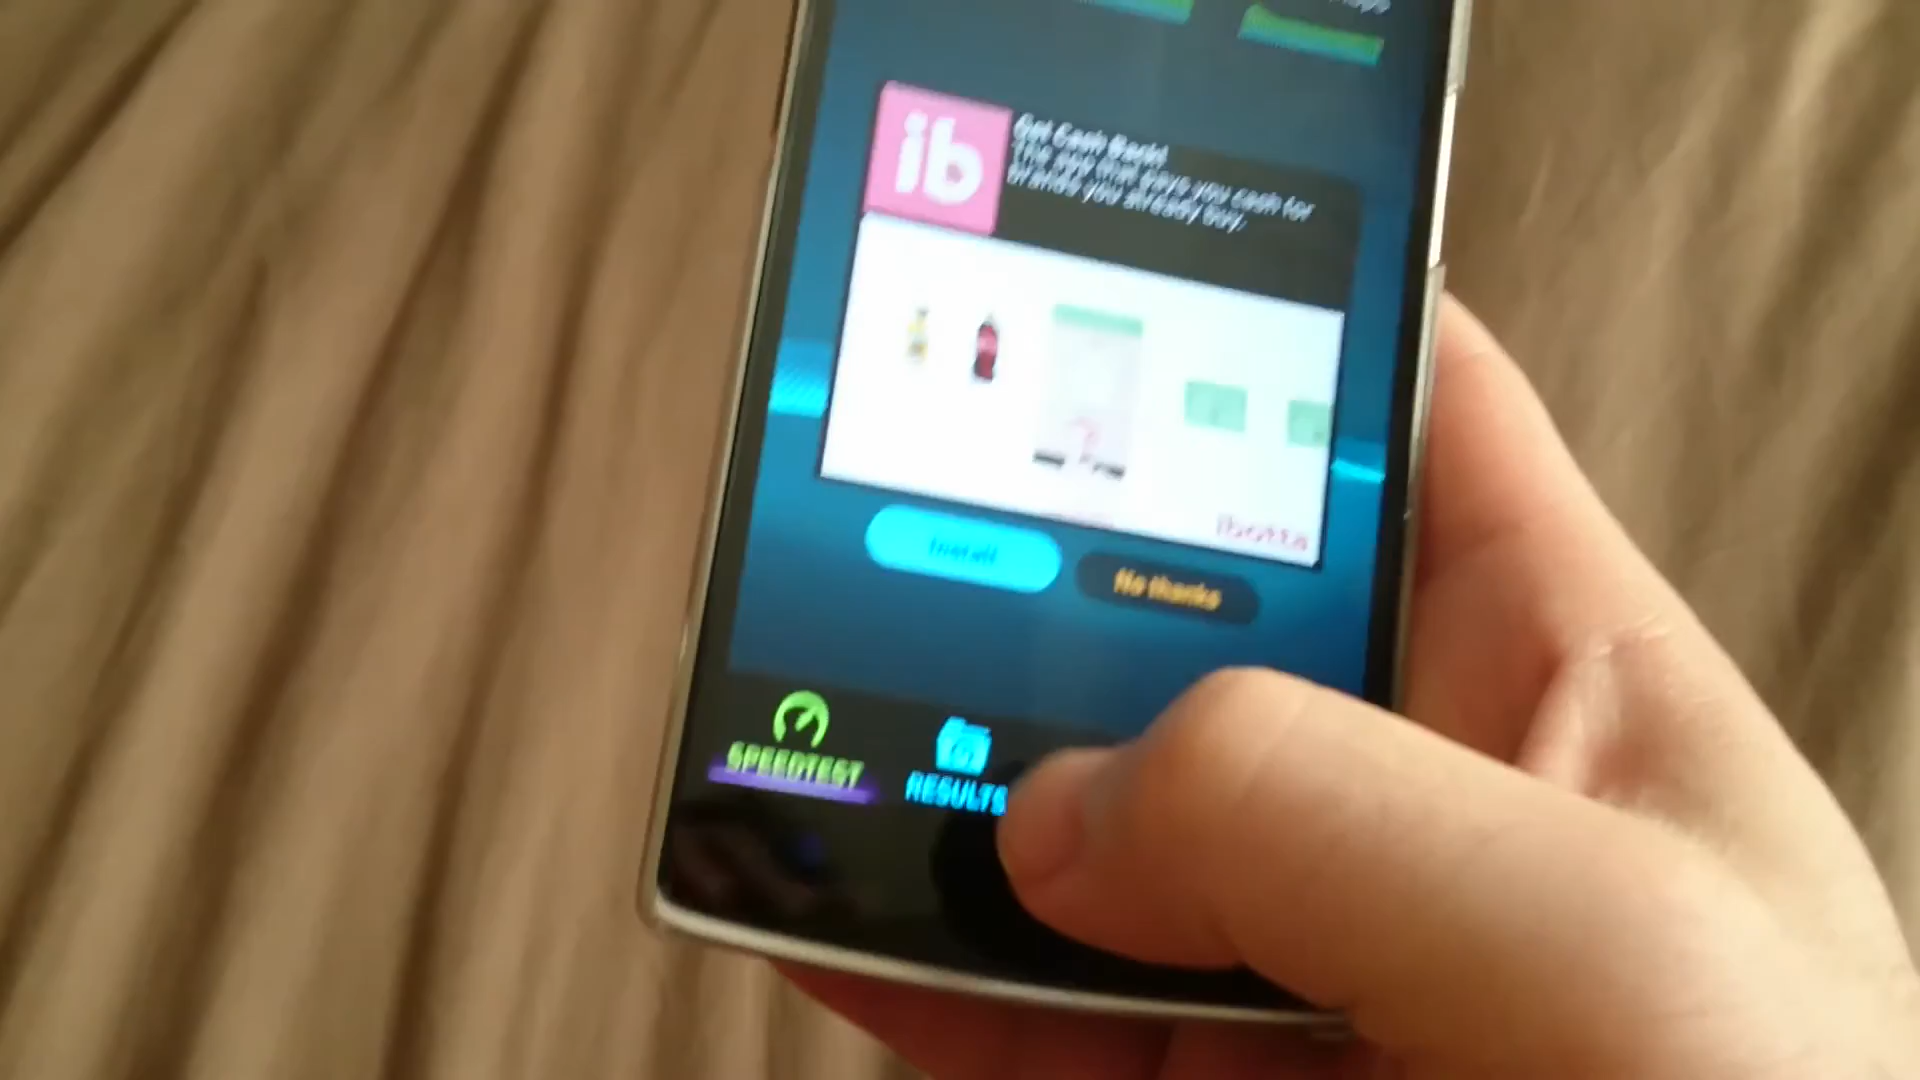 ib
Get Cash Back!
The app that pays you cash for
brands you already buy.
ibotta
Install
No thanks
SPEEDTEST
RESULTS